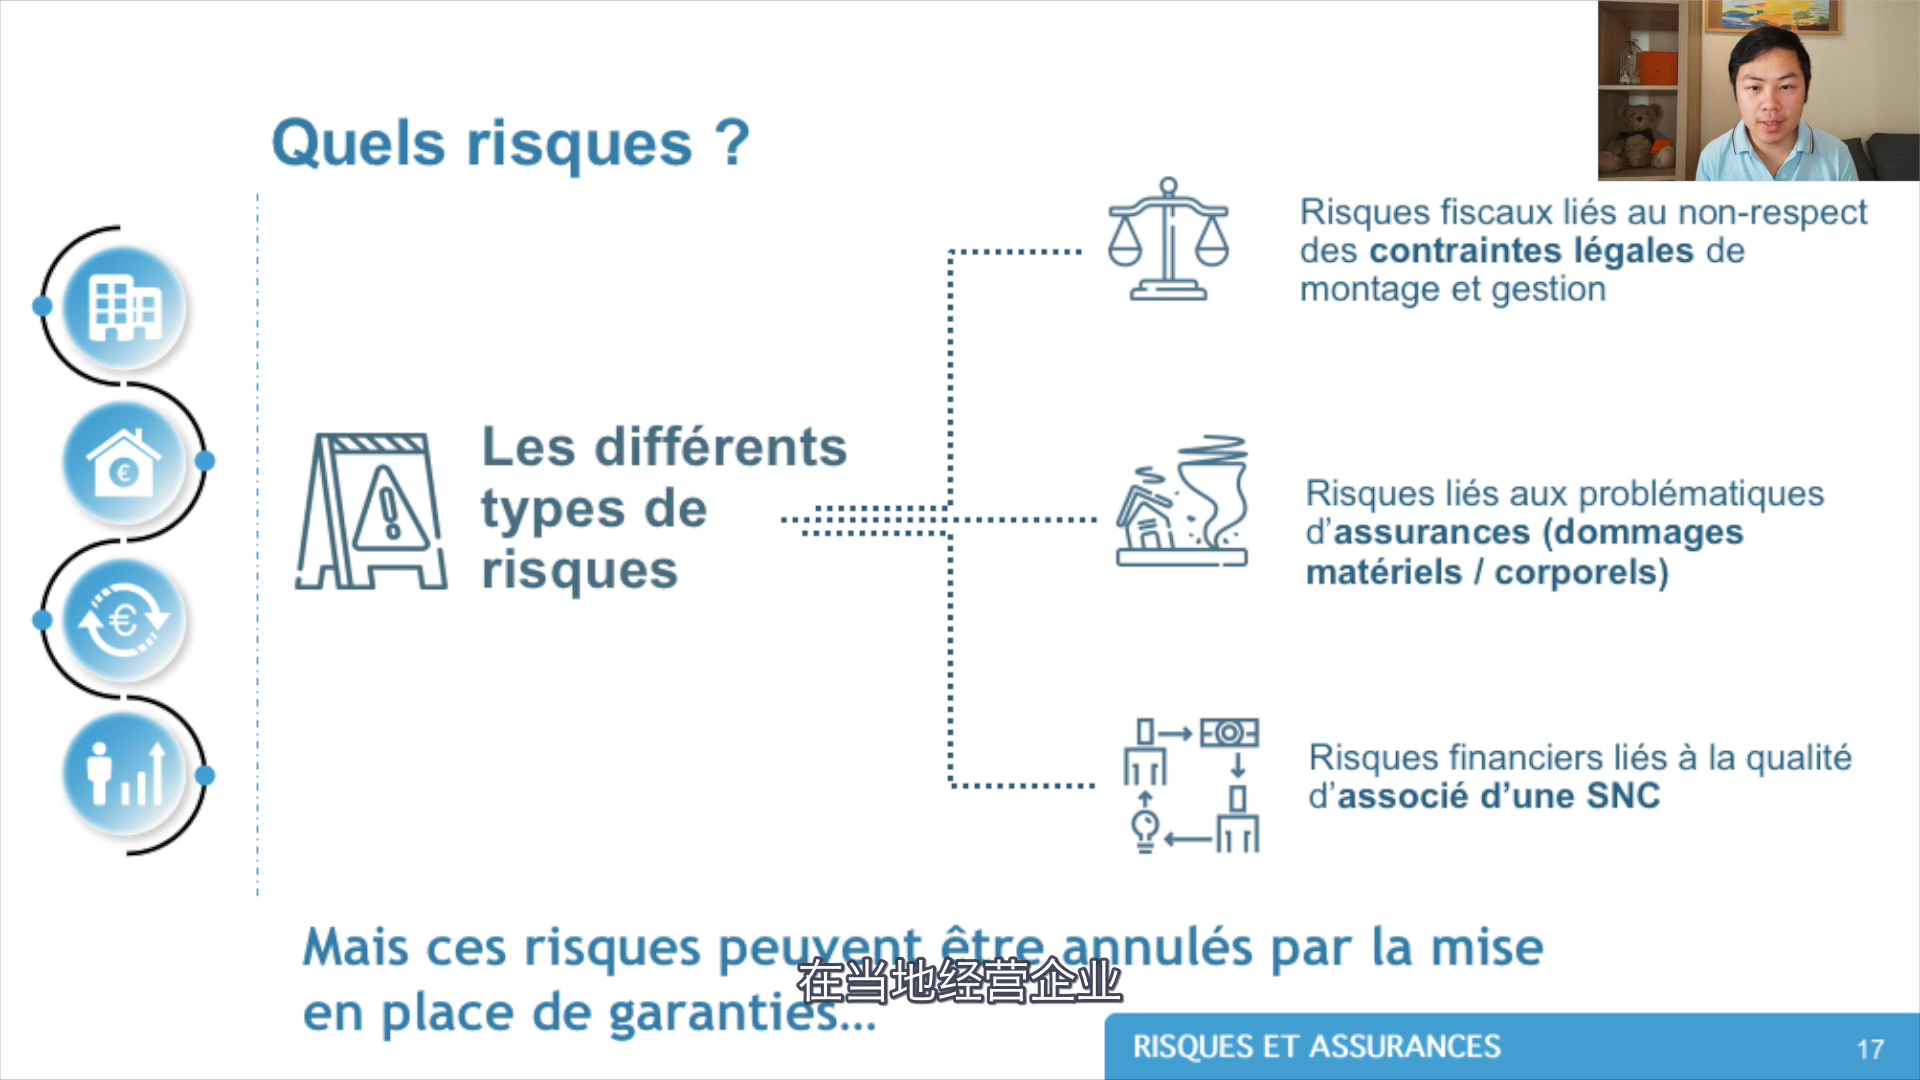 Quels risques ?
Risques fiscaux liés au non-respect
des contraintes légales de
montage et gestion
Les différents
types de
risques
Risques liés aux problématiques
d’assurances (dommages
matériels / corporels)
Risques financiers liés à la qualité
d’associé d’une SNC
Mais ces risques peuvent être annulés par la mise
en place de garanties...
在当地经营企业
RISQUES ET ASSURANCES
17